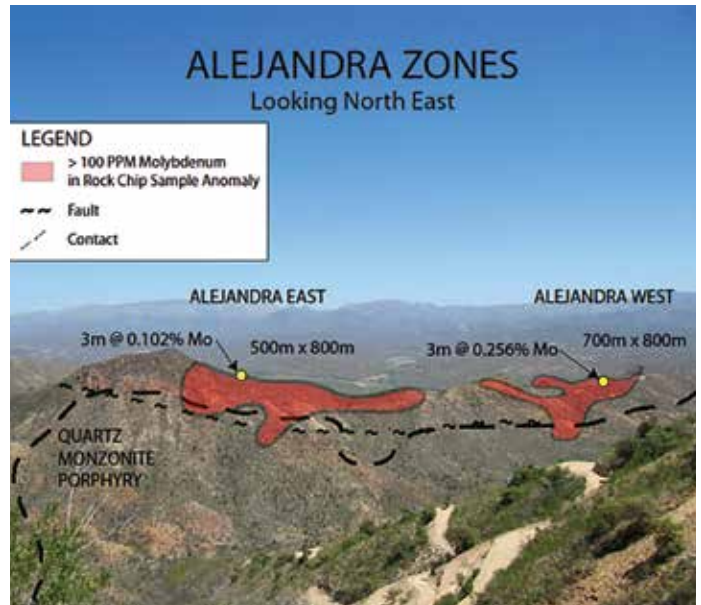 ALEJANDRA ZONES
Looking North East
LEGEND
> 100 PPM Molybdenum
in Rock Chip Sample Anomaly
Fault
Contact
ALEJANDRA EAST
ALEJANDRA WEST
3m @ 0.102% Mo
500m x 800m
3m @ 0.256% Mo
700m x 800m
QUARTZ
MONZONITE
PORPHYRY